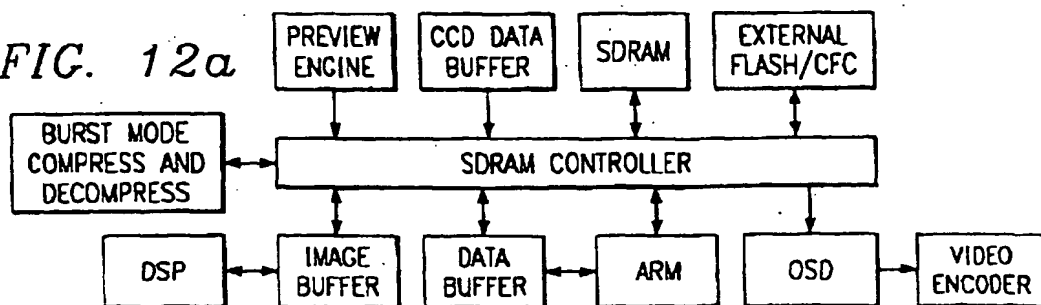 FIG. 12a
PREVIEW
ENGINE
CCD DATA
BUFFER
SDRAM
EXTERNAL
FLASH/CFC
BURST MODE
COMPRESS AND
DECOMPRESS
SDRAM CONTROLLER
DSP
IMAGE
BUFFER
DATA
BUFFER
ARM
OSD
VIDEO
ENCODER